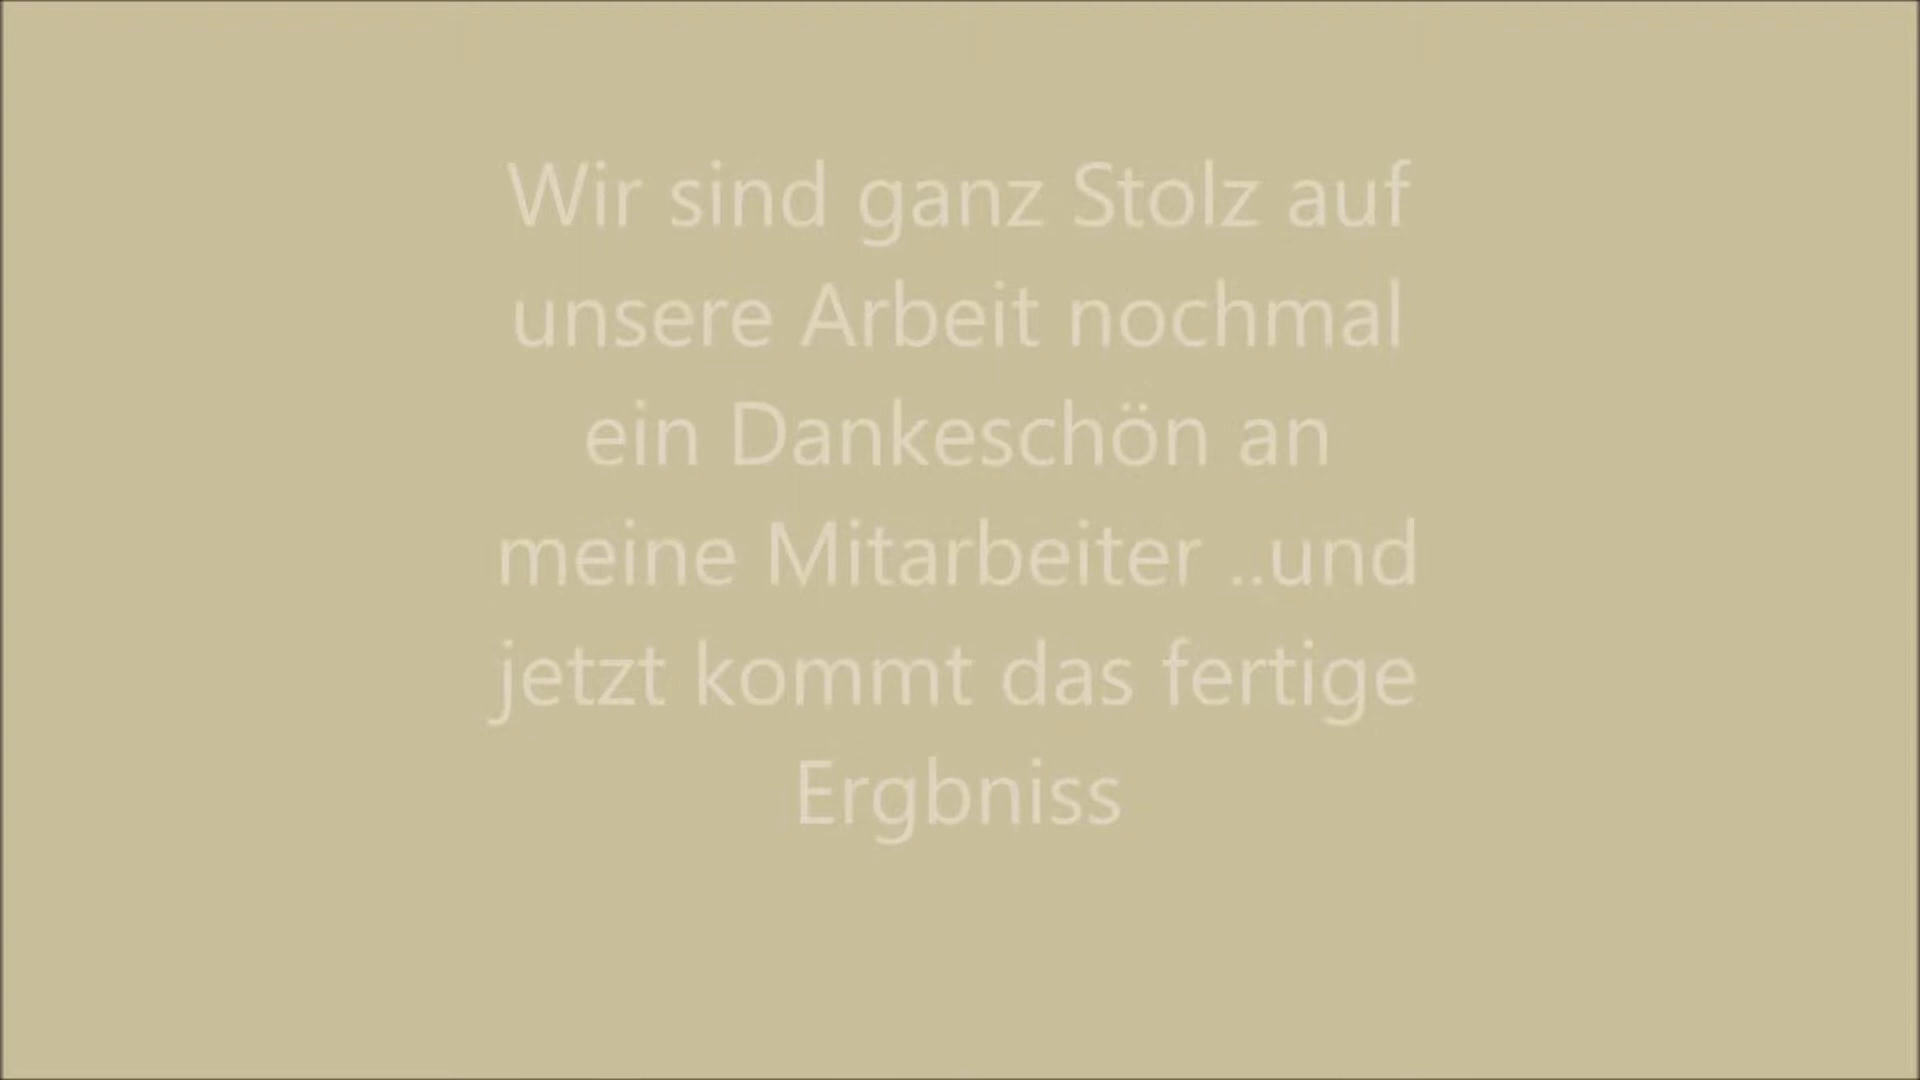 Wir sind ganz Stolz auf
unsere Arbeit nochmal
ein Dankeschön an
meine Mitarbeiter ..und
jetzt kommt das fertige
Ergbniss